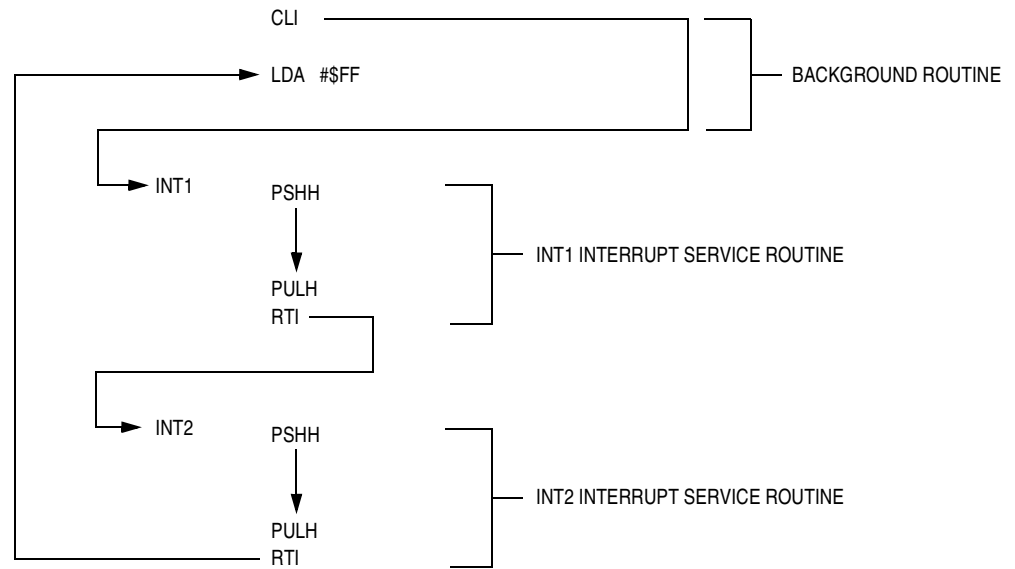 CLI
LDA #$FF
BACKGROUND ROUTINE
INT1
PSHH
INT1 INTERRUPT SERVICE ROUTINE
PULH
RTI
INT2
PSHH
INT2 INTERRUPT SERVICE ROUTINE
PULH
RTI